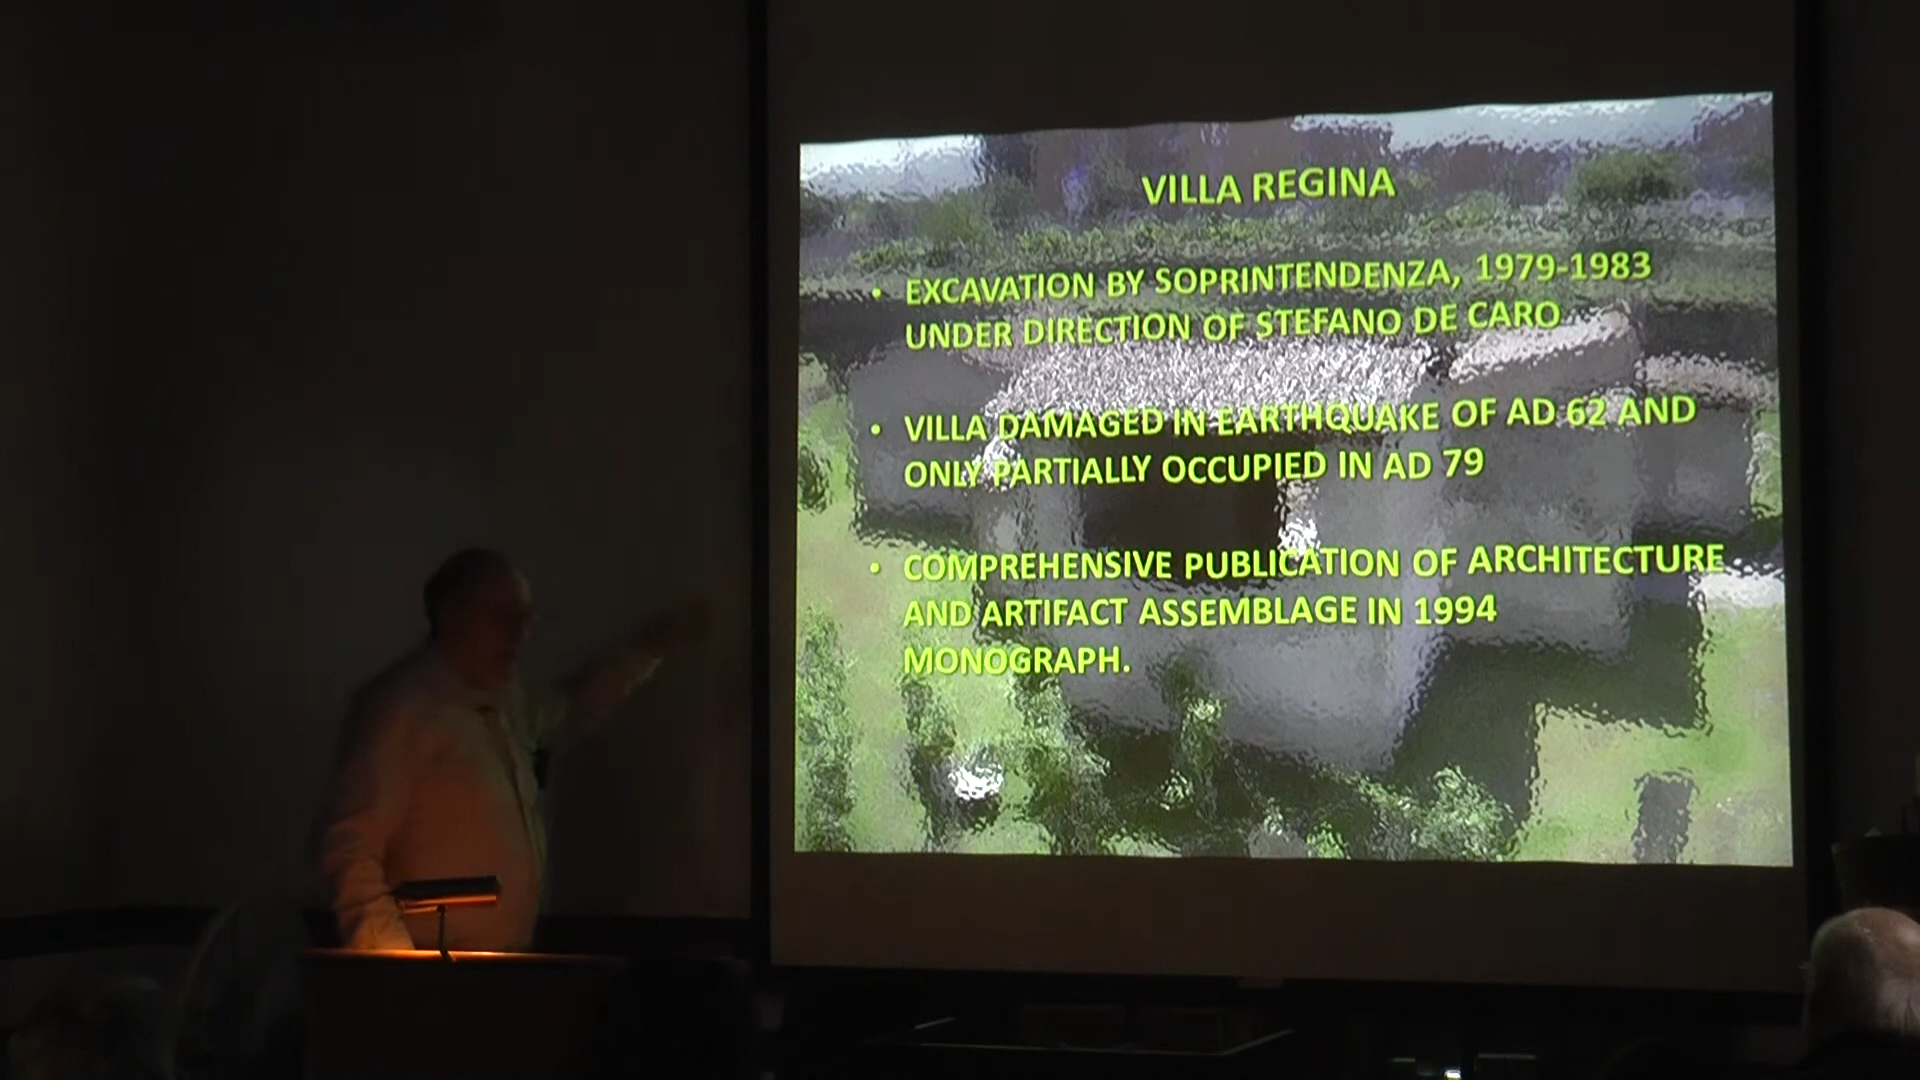 VILLA REGINA
• EXCAVATION BY SOPRINTENDENZA, 1979-1983
UNDER DIRECTION OF STEFANO DE CARO
• VILLA DAMAGED IN EARTHQUAKE OF AD 62 AND
ONLY PARTIALLY OCCUPIED IN AD 79
• COMPREHENSIVE PUBLICATION OF ARCHITECTURE
AND ARTIFACT ASSEMBLAGE IN 1994
MONOGRAPH.